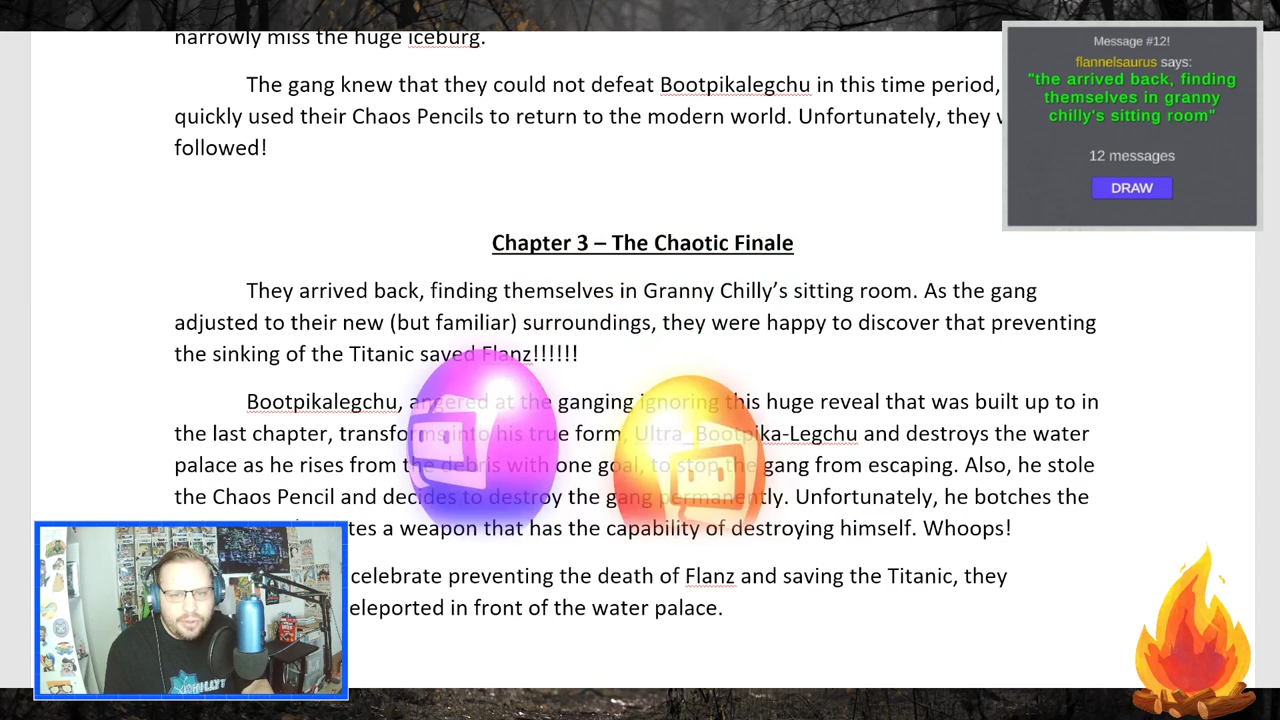 narrowly miss the huge iceburg.
The gang knew that they could not defeat Bootpikalegchu in this time period,
quickly used their Chaos Pencils to return to the modern world. Unfortunately, they
followed!
Chapter 3 – The Chaotic Finale
They arrived back, finding themselves in Granny Chilly’s sitting room. As the gang
adjusted to their new (but familiar) surroundings, they were happy to discover that preventing
the sinking of the Titanic saved Flanz!!!!!!
Bootpikalegchu, angered at the ganging ignoring this huge reveal that was built up to in
the last chapter, transforms into his true form, Ultra_Bootpika-Legchu and destroys the water
palace as he rises from the debris with one goal, to stop the gang from escaping. Also, he stole
the Chaos Pencil and decides to destroy the gang permanently. Unfortunately, he botches the
a weapon that has the capability of destroying himself. Whoops!
celebrate preventing the death of Flanz and saving the Titanic, they
in front of the water palace.
Message #12!
flannelsaurus says:
"the arrived back, finding
themselves in granny
chilly's sitting room"
12 messages
DRAW